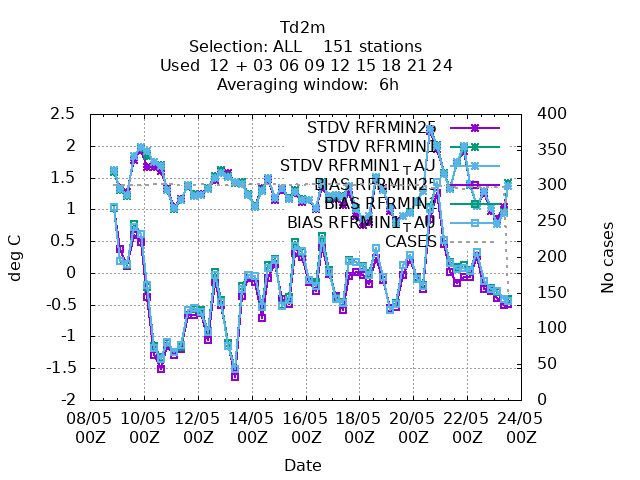 Td2m
Selection: ALL 151 stations
Used 12 + 03 06 09 12 15 18 21 24
Averaging window: 6h
STDV RFRMIN25
STDV RFRMIN1
STDV RFRMIN1_AU
BIAS RFRMIN25
BIAS RFRMIN1
BIAS RFRMIN1_AU
CASES
deg C
2.5
2
1.5
1
0.5
0
-0.5
-1
-1.5
-2
No cases
400
350
300
250
200
150
100
50
0
08/05 10/05 12/05 14/05 16/05 18/05 20/05 22/05 24/05
00Z 00Z 00Z 00Z 00Z 00Z 00Z 00Z 00Z
Date